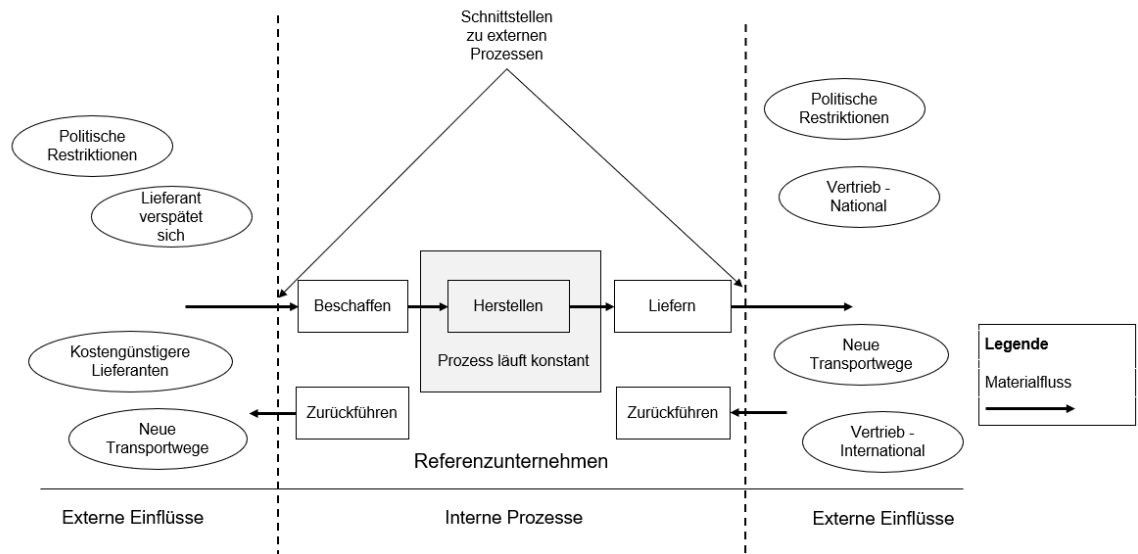 Schnittstellen
zu externen
Prozessen
Politische
Restriktionen
Lieferant
verspätet
sich
Politische
Restriktionen
Vertrieb -
National
Beschaffen
Herstellen
Liefern
Prozess läuft konstant
Kostengünstigere
Lieferanten
Neue
Transportwege
Zurückführen
Zurückführen
Neue
Transportwege
Vertrieb -
International
Legende
Materialfluss
Referenzunternehmen
Externe Einflüsse
Interne Prozesse
Externe Einflüsse